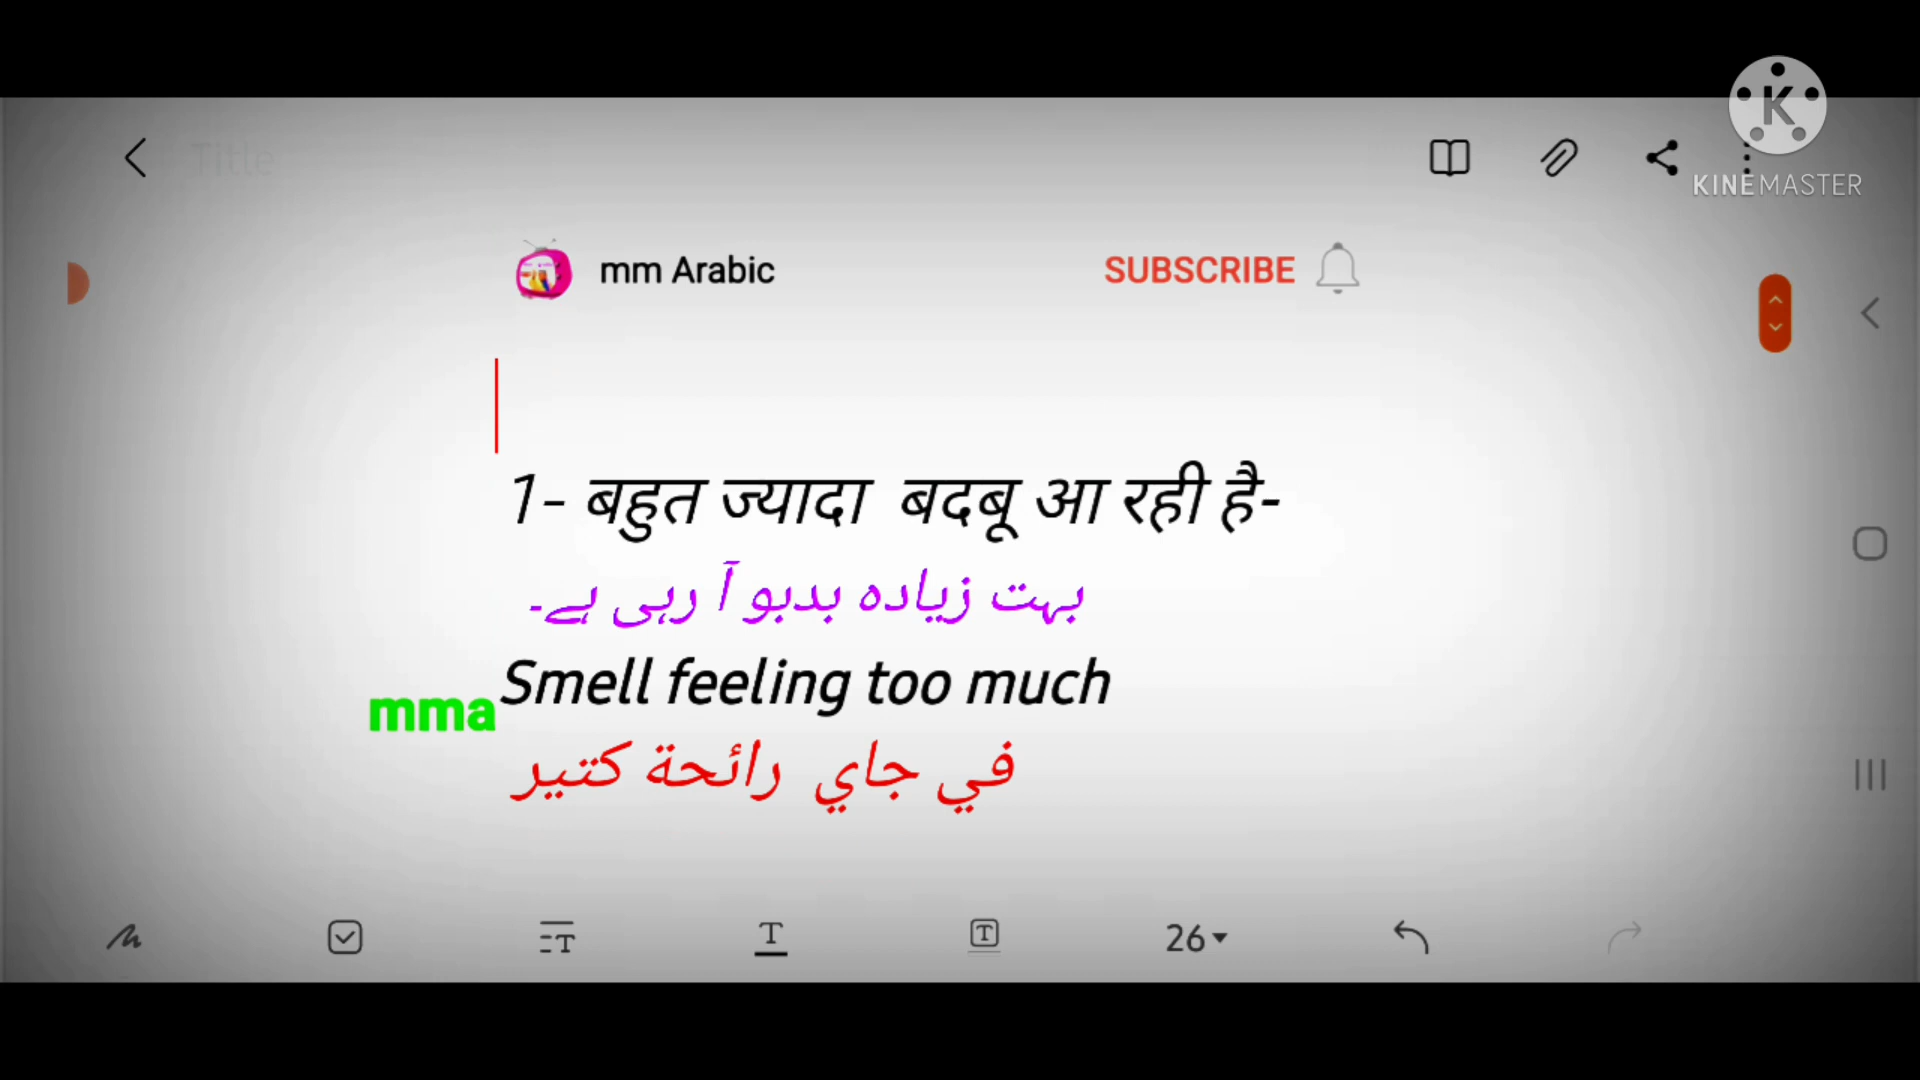 Title
KINEMASTER
mm Arabic SUBSCRIBE
1- बहुत ज्यादा बदबू आ रही है-
بہت زیادہ بدبو آ رہی ہے۔
Smell feeling too much
mma
في جاي رائحة كتير
26